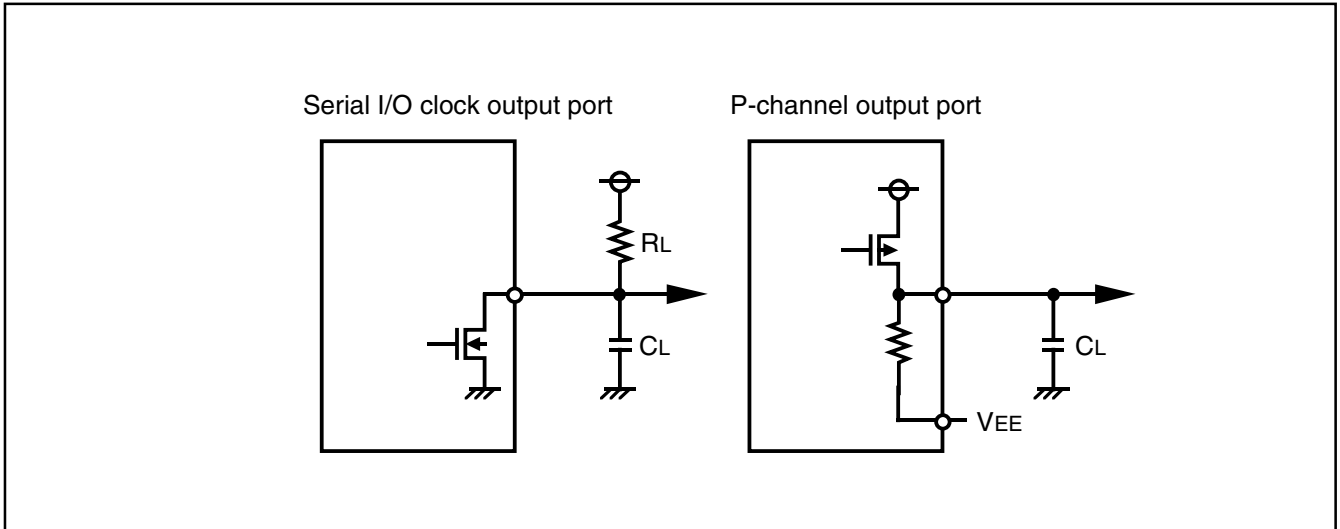 Serial I/O clock output port
P-channel output port
RL
CL
CL
VEE